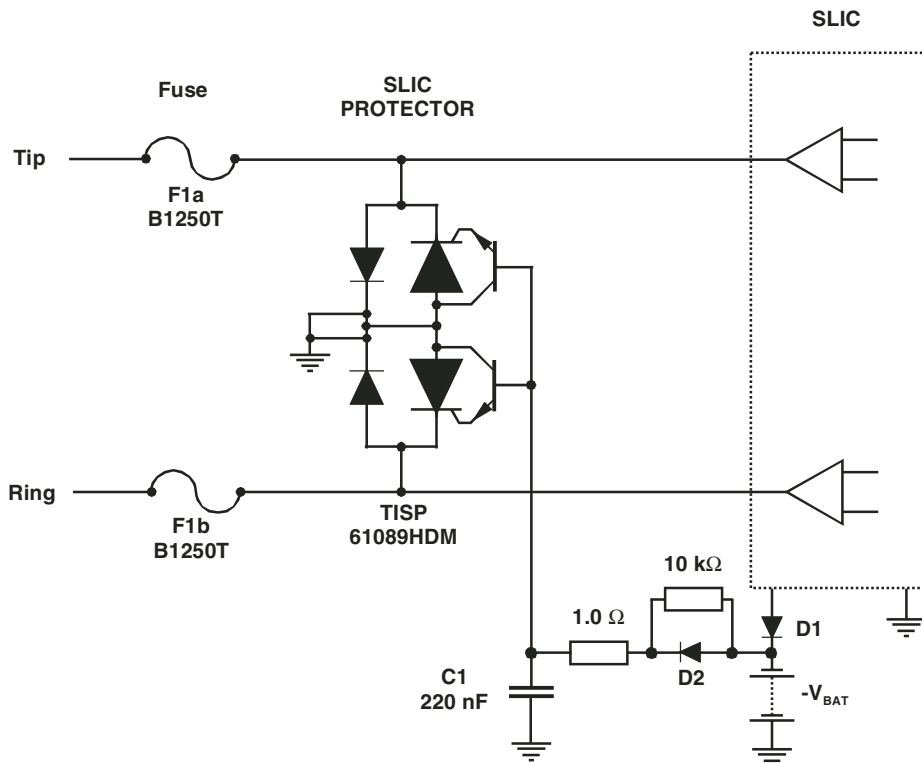 SLIC
Fuse
SLIC
PROTECTOR
Tip
F1a
B1250T
Ring
F1b
B1250T
TISP
61089HDM
10 kΩ
1.0 Ω
D1
D2
C1
220 nF
-VBAT